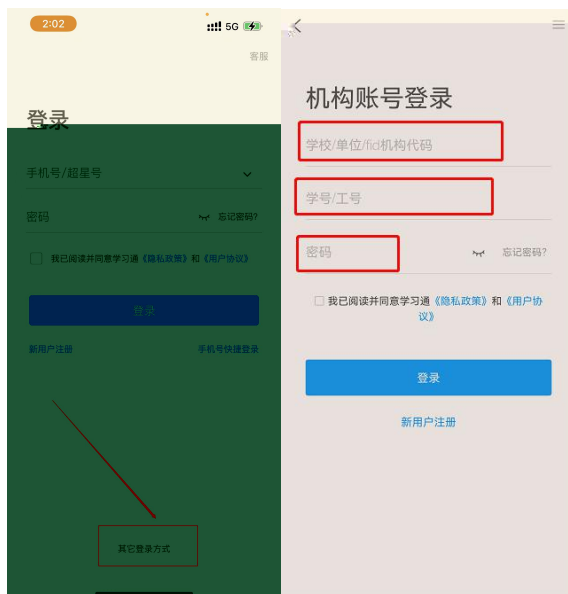 2:02
5G
客服
登录
手机号/超星号
密码
忘记密码?
我已阅读并同意学习通《隐私政策》和《用户协议》
登录
新用户注册
手机号快捷登录
其它登录方式
机构账号登录
学校/单位/fid机构代码
学号/工号
密码
忘记密码?
我已阅读并同意学习通《隐私政策》和《用户协
议》
登录
新用户注册